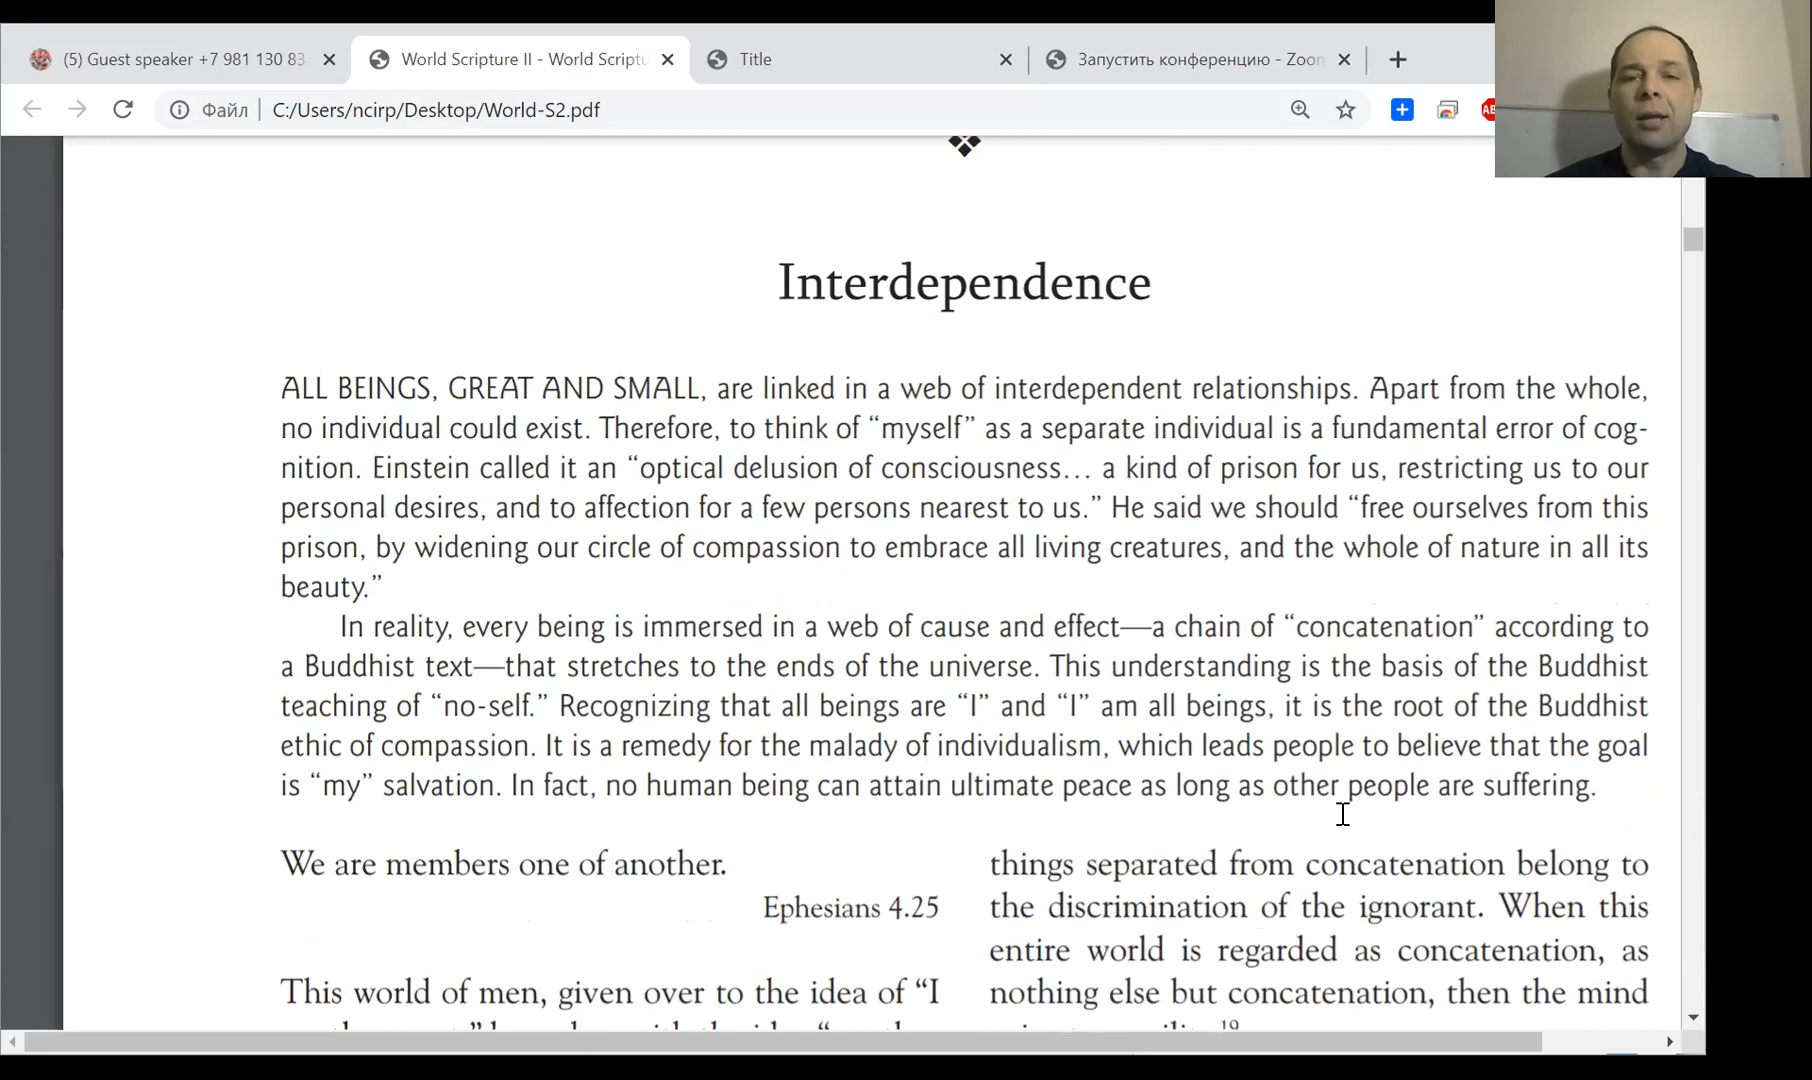 (5) Guest speaker +7 981 130 83
World Scripture II - World Scriptu
Title
Запустить конференцию - Zoom
Файл
C:/Users/ncirp/Desktop/World-S2.pdf
Interdependence
ALL BEINGS, GREAT AND SMALL, are linked in a web of interdependent relationships. Apart from the whole,
no individual could exist. Therefore, to think of “myself” as a separate individual is a fundamental error of cog-
nition. Einstein called it an “optical delusion of consciousness… a kind of prison for us, restricting us to our
personal desires, and to affection for a few persons nearest to us.” He said we should “free ourselves from this
prison, by widening our circle of compassion to embrace all living creatures, and the whole of nature in all its
beauty.”
In reality, every being is immersed in a web of cause and effect—a chain of “concatenation” according to
a Buddhist text—that stretches to the ends of the universe. This understanding is the basis of the Buddhist
teaching of “no-self.” Recognizing that all beings are “I” and “I” am all beings, it is the root of the Buddhist
ethic of compassion. It is a remedy for the malady of individualism, which leads people to believe that the goal
is “my” salvation. In fact, no human being can attain ultimate peace as long as other people are suffering.
We are members one of another.
Ephesians 4.25
This world of men, given over to the idea of “I
things separated from concatenation belong to
the discrimination of the ignorant. When this
entire world is regarded as concatenation, as
nothing else but concatenation, then the mind
19